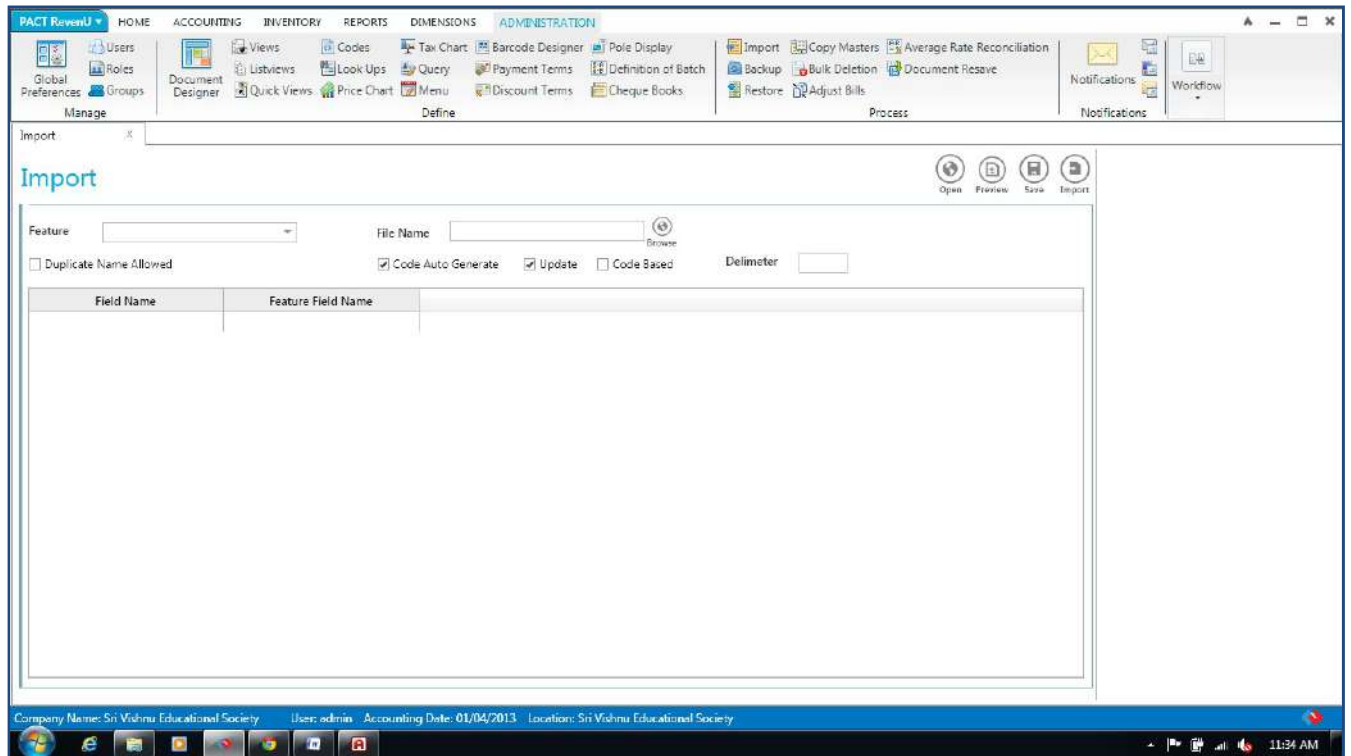 PACT RevenU HOME ACCOUNTING INVENTORY REPORTS DIMENSIONS ADMINISTRATION
Users Views Codes Tax Chart Barcode Designer Pole Display Import Copy Masters Average Rate Reconciliation
Roles Listviews Look Ups Query Payment Terms Definition of Batch Backup Bulk Deletion Document Resave
Global Preferences Groups Document Designer Quick Views Price Chart Menu Discount Terms Cheque Books Restore Adjust Bills Notifications Workflow
Manage Define Process Notifications
Import X
Import
Open Preview Save Import
Feature File Name Browse
Duplicate Name Allowed Code Auto Generate Update Code Based Delimeter
Field Name Feature Field Name
Company Name: Sri Vishnu Educational Society User: admin Accounting Date: 01/04/2013 Location: Sri Vishnu Educational Society
11:34 AM